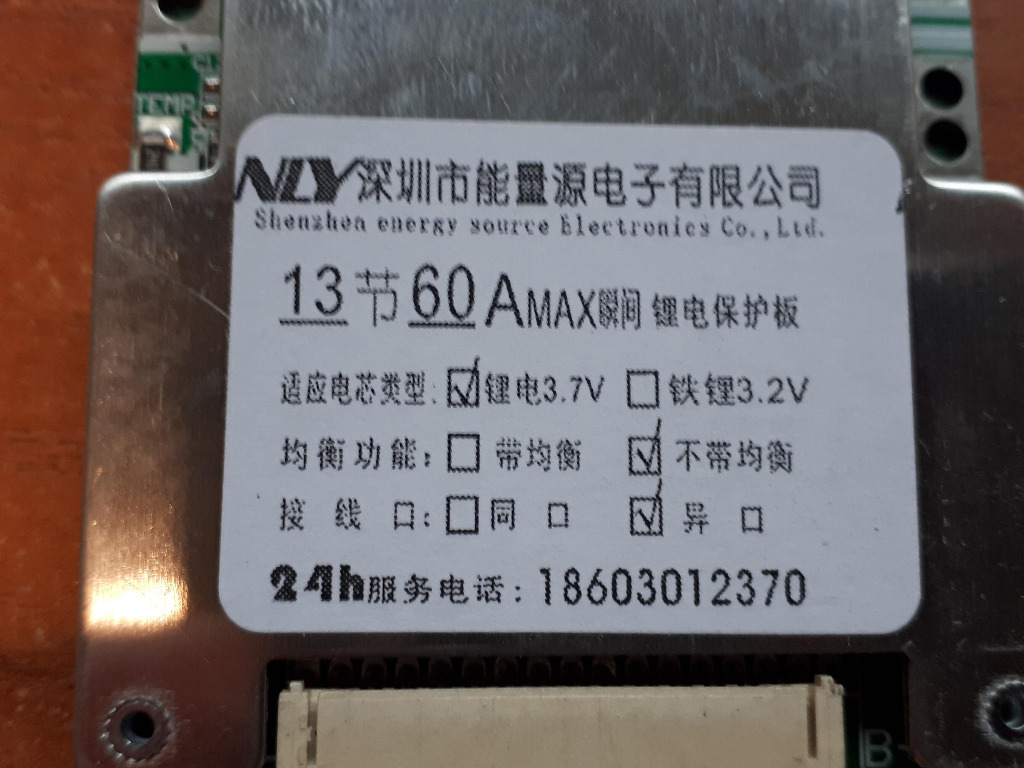 TEMP
NLY深圳市能量源电子有限公司
Shenzhen energy source Electronics Co.,Ltd.
13节60AMAX瞬间 锂电保护板
适应电芯类型: ☑锂电3.7V ☐铁锂3.2V
均衡功能: ☐ 带均衡 ☑ 不带均衡
接线口: ☐ 同口 ☑ 异口
24h服务电话: 18603012370
B-